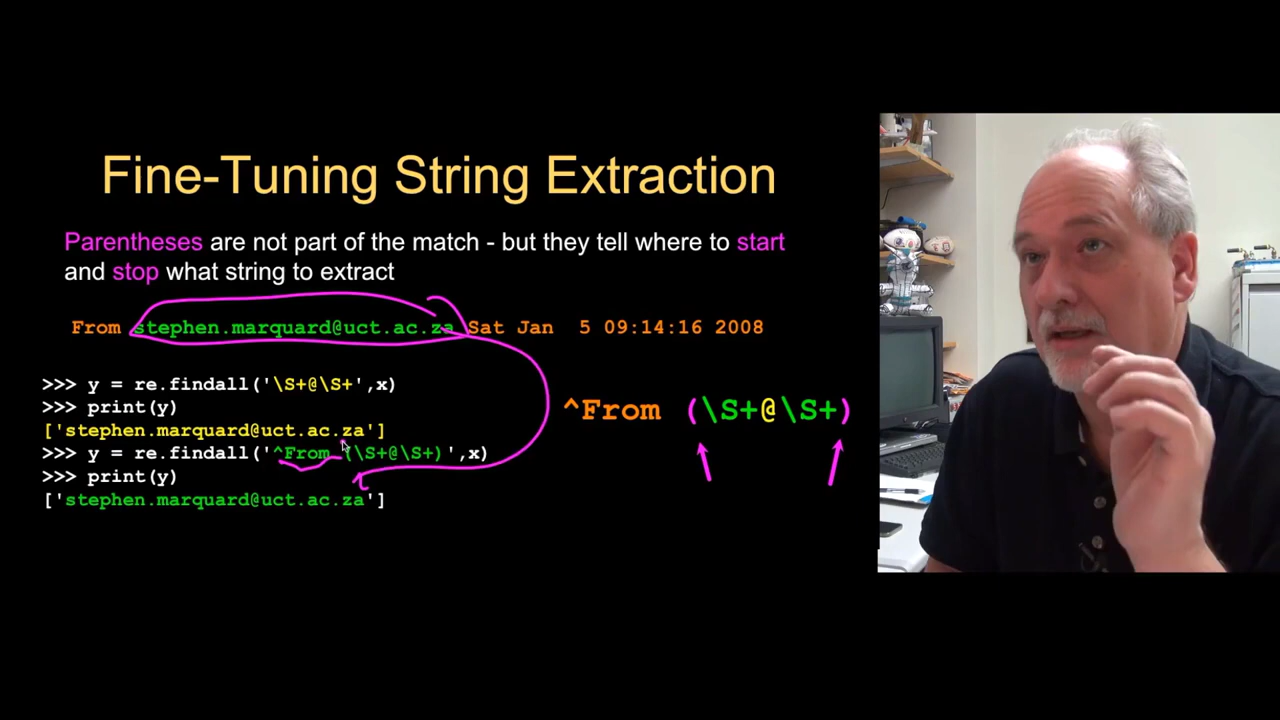 Fine-Tuning String Extraction
Parentheses are not part of the match - but they tell where to start
and stop what string to extract
From stephen.marquard@uct.ac.za Sat Jan  5 09:14:16 2008
>>> y = re.findall('\S+@\S+',x)
>>> print(y)
['stephen.marquard@uct.ac.za']
>>> y = re.findall('^From (\S+@\S+)',x)
>>> print(y)
['stephen.marquard@uct.ac.za']
^From (\S+@\S+)